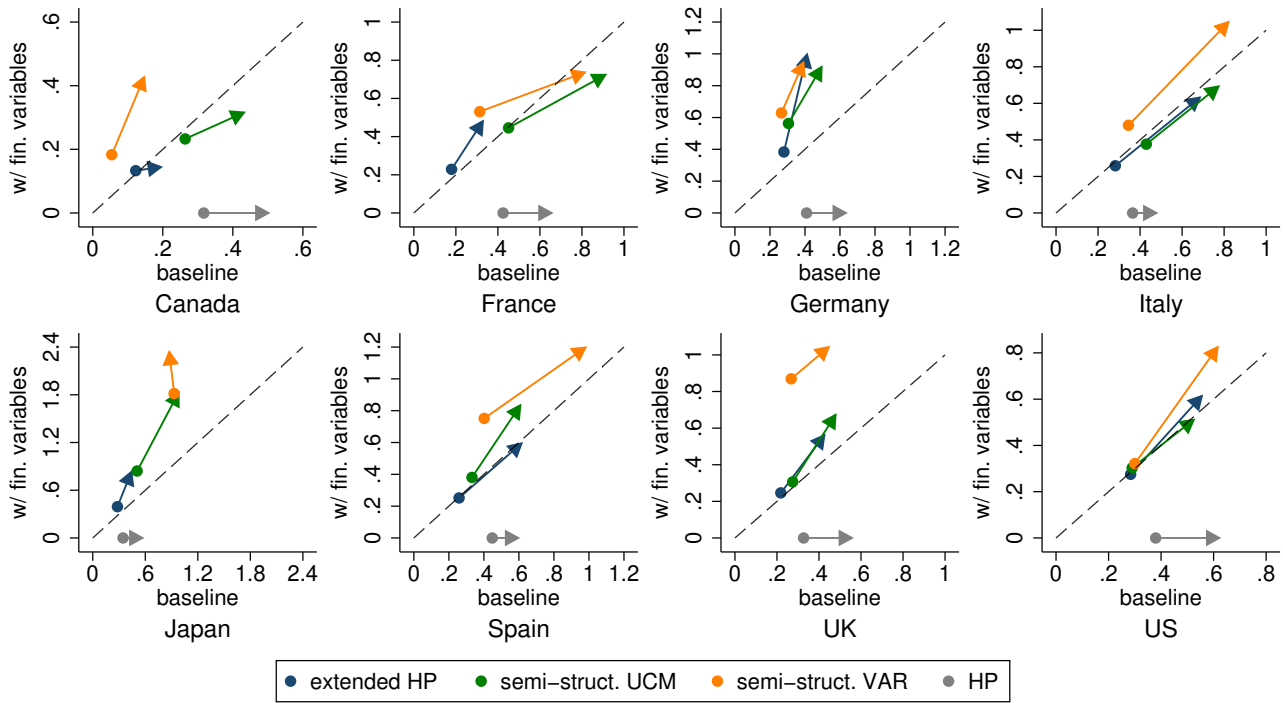 w/ fin. variables
0 .2 .4 .6
0 .2 .4 .6
baseline
Canada
w/ fin. variables
0 .2 .4 .6 .8 1
0 .2 .4 .6 .8 1
baseline
France
w/ fin. variables
0 .2 .4 .6 .8 1 1.2
0 .2 .4 .6 .8 1 1.2
baseline
Germany
w/ fin. variables
0 .2 .4 .6 .8 1
0 .2 .4 .6 .8 1
baseline
Italy
w/ fin. variables
0 .6 1.2 1.8 2.4
0 .6 1.2 1.8 2.4
baseline
Japan
w/ fin. variables
0 .2 .4 .6 .8 1 1.2
0 .2 .4 .6 .8 1 1.2
baseline
Spain
w/ fin. variables
0 .2 .4 .6 .8 1
0 .2 .4 .6 .8 1
baseline
UK
w/ fin. variables
0 .2 .4 .6 .8
0 .2 .4 .6 .8
baseline
US
extended HP semi−struct. UCM semi−struct. VAR HP